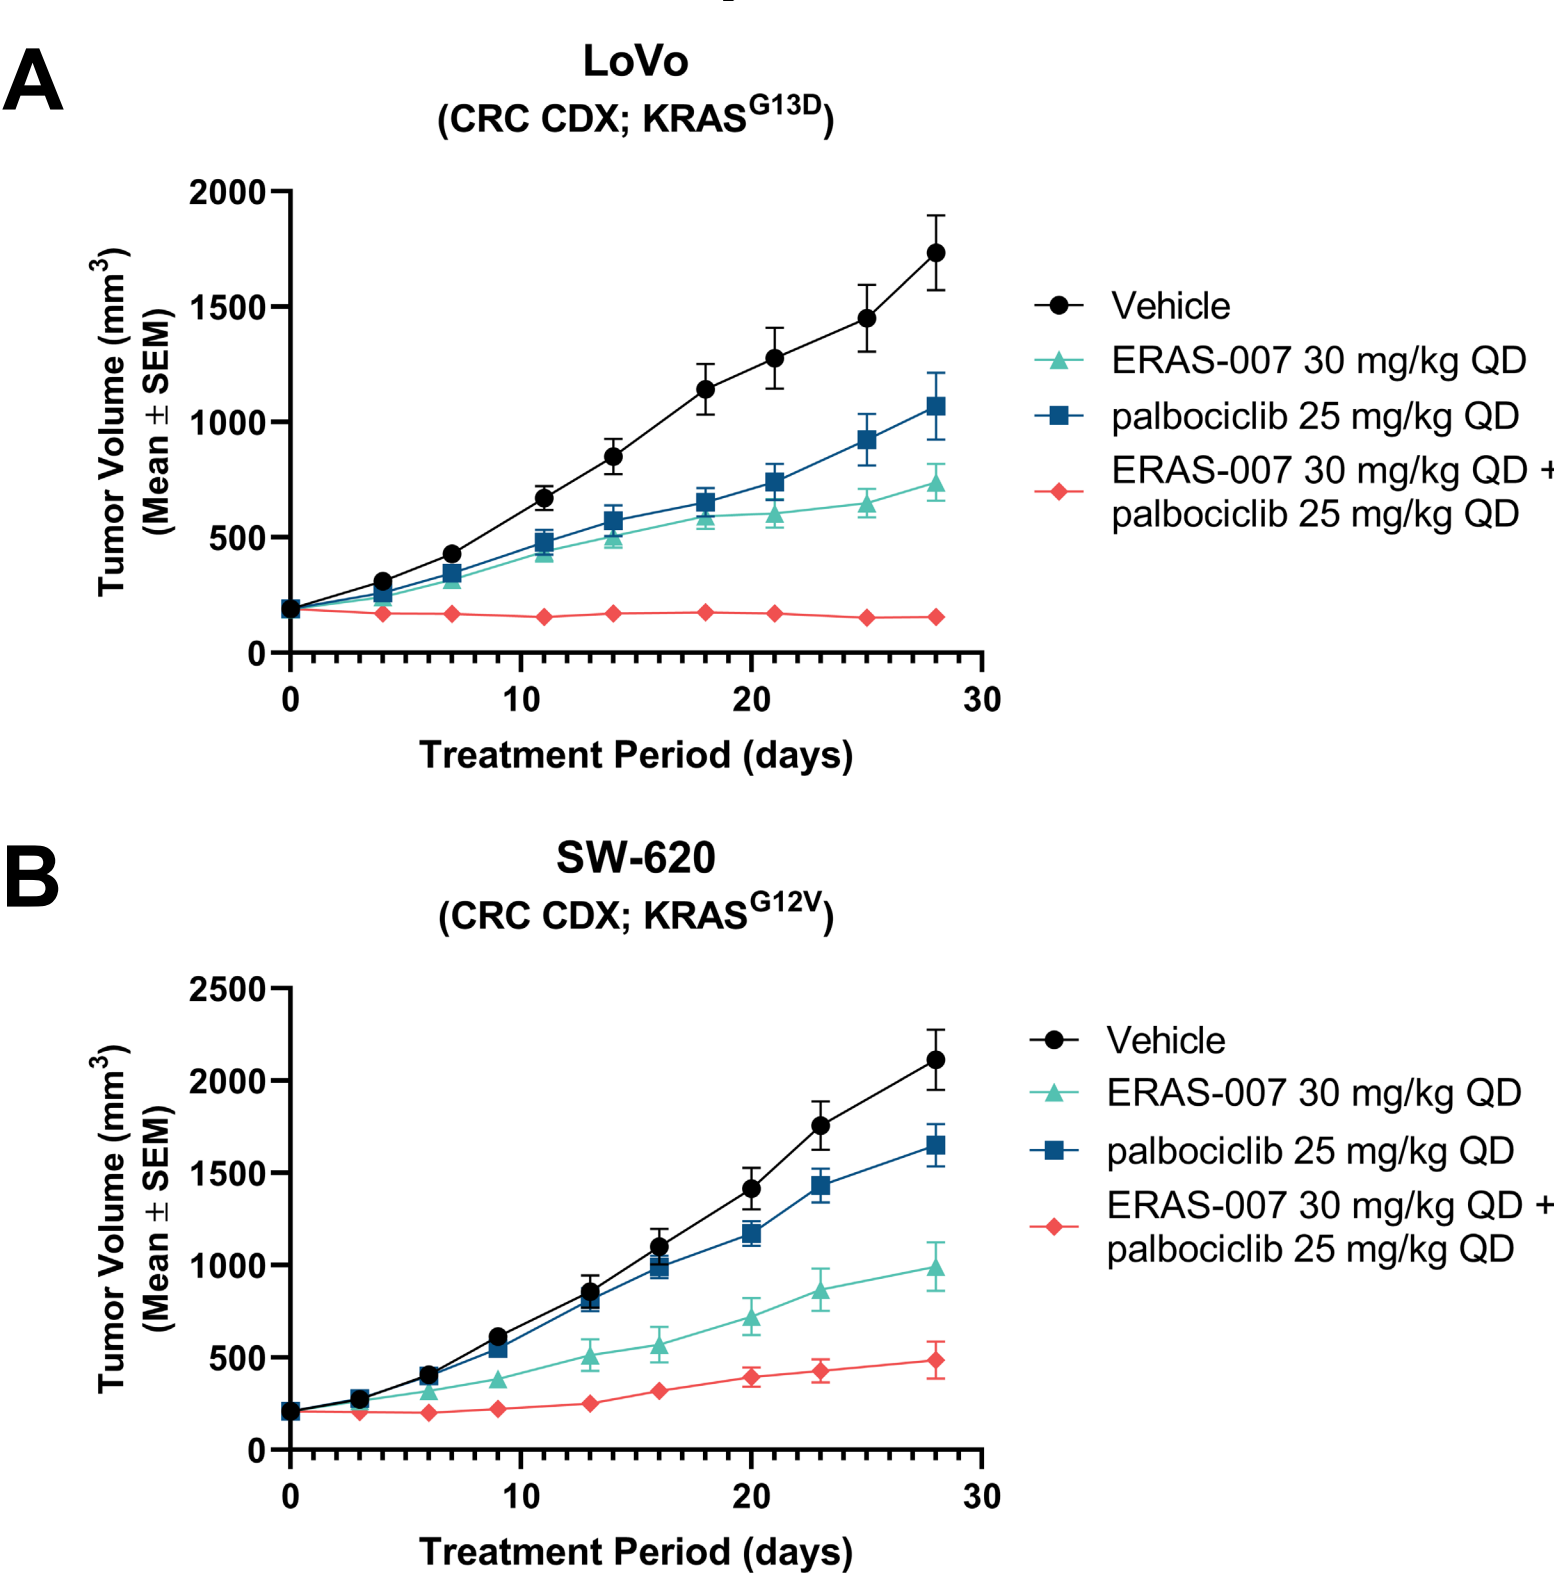 A
LoVo
(CRC CDX; KRAS^G13D)
Tumor Volume (mm³)
(Mean ± SEM)
2000
1500
1000
500
0
0 10 20 30
Treatment Period (days)
Vehicle
ERAS-007 30 mg/kg QD
palbociclib 25 mg/kg QD
ERAS-007 30 mg/kg QD +
palbociclib 25 mg/kg QD
B
SW-620
(CRC CDX; KRAS^G12V)
Tumor Volume (mm³)
(Mean ± SEM)
2500
2000
1500
1000
500
0
0 10 20 30
Treatment Period (days)
Vehicle
ERAS-007 30 mg/kg QD
palbociclib 25 mg/kg QD
ERAS-007 30 mg/kg QD +
palbociclib 25 mg/kg QD